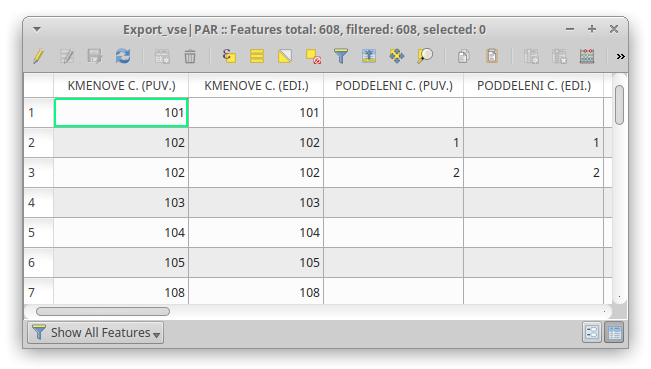 Export_vse|PAR :: Features total: 608, filtered: 608, selected: 0
KMENOVE C. (PUV.) KMENOVE C. (EDI.) PODDELENI C. (PUV.) PODDELENI C. (EDI.)
1 101 101
2 102 102 1 1
3 102 102 2 2
4 103 103
5 104 104
6 105 105
7 108 108
Show All Features